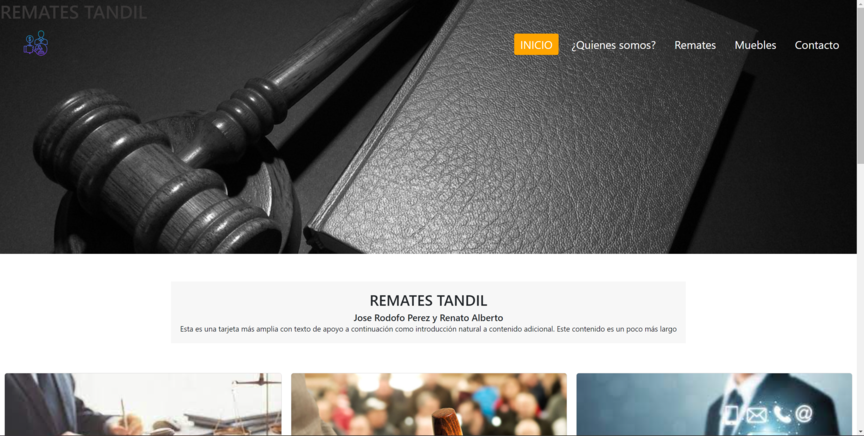 REMATES TANDIL
INICIO ¿Quienes somos? Remates Muebles Contacto
REMATES TANDIL
Jose Rodofo Perez y Renato Alberto
Esta es una tarjeta más amplia con texto de apoyo a continuación como introducción natural a contenido adicional. Este contenido es un poco más largo